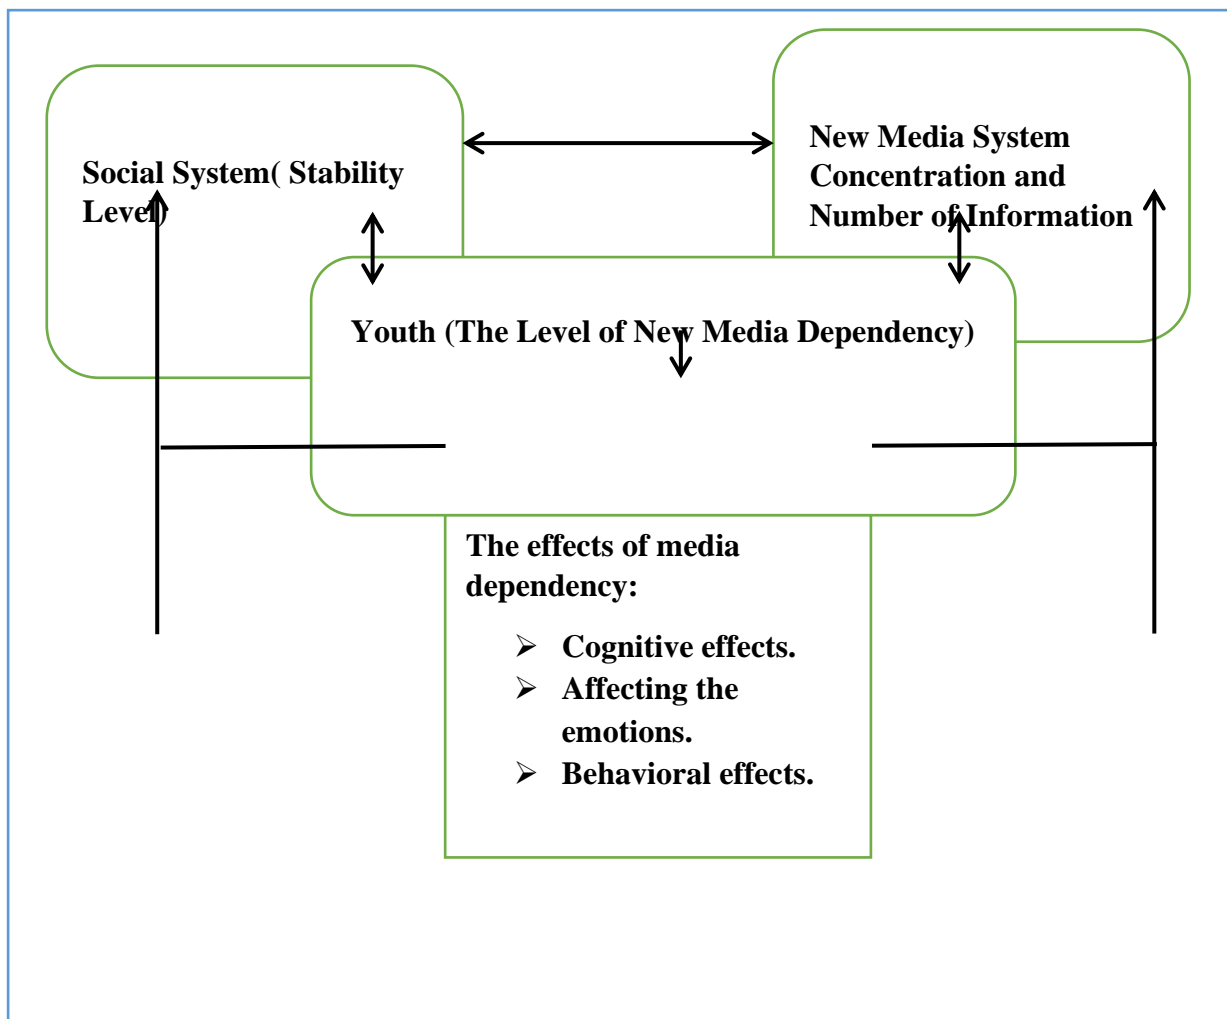 Social System( Stability
Level)
New Media System
Concentration and
Number of Information
Youth (The Level of New Media Dependency)
The effects of media
dependency:
➢ Cognitive effects.
➢ Affecting the
emotions.
➢ Behavioral effects.